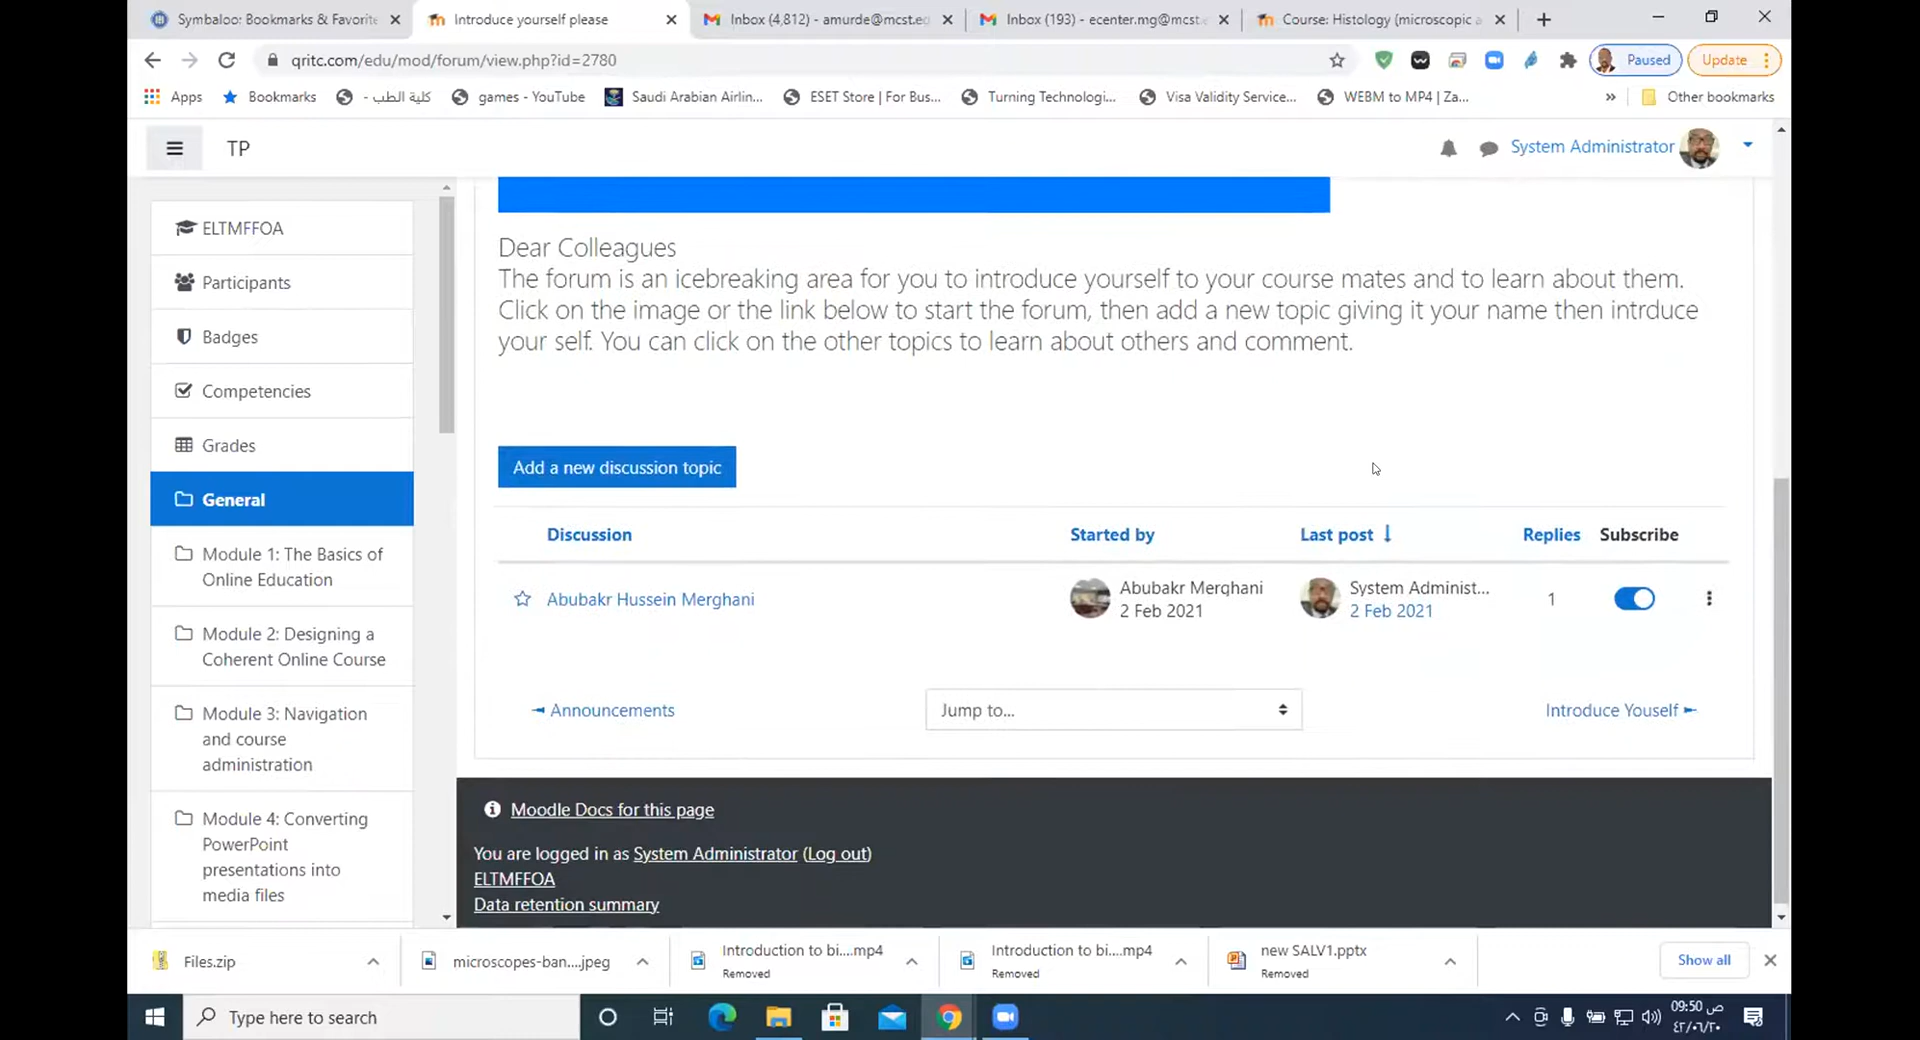 Symbaloo: Bookmarks & Favorite
Introduce yourself please
Inbox (4,812) - amurde@mcst.ed
Inbox (193) - ecenter.mg@mcst.e
Course: Histology (microscopic a
qritc.com/edu/mod/forum/view.php?id=2780
Paused
Update
Apps
Bookmarks
كلية الطب -
games - YouTube
Saudi Arabian Airlin...
ESET Store | For Bus...
Turning Technologi...
Visa Validity Service...
WEBM to MP4 | Za...
»
Other bookmarks
TP
System Administrator
ELTMFFOA
Participants
Badges
Competencies
Grades
General
Module 1: The Basics of
Online Education
Module 2: Designing a
Coherent Online Course
Module 3: Navigation
and course
administration
Module 4: Converting
PowerPoint
presentations into
media files
Dear Colleagues
The forum is an icebreaking area for you to introduce yourself to your course mates and to learn about them.
Click on the image or the link below to start the forum, then add a new topic giving it your name then intrduce
your self. You can click on the other topics to learn about others and comment.
Add a new discussion topic
Discussion Started by Last post Replies Subscribe
Abubakr Hussein Merghani
Abubakr Merghani
2 Feb 2021
System Administ...
2 Feb 2021
1
Announcements
Jump to...
Introduce Youself
Moodle Docs for this page
You are logged in as System Administrator (Log out)
ELTMFFOA
Data retention summary
Files.zip
microscopes-ban....jpeg
Introduction to bi....mp4
Removed
Introduction to bi....mp4
Removed
new SALV1.pptx
Removed
Show all
Type here to search
09:50 ص
٤٢/٠٦/٢٠